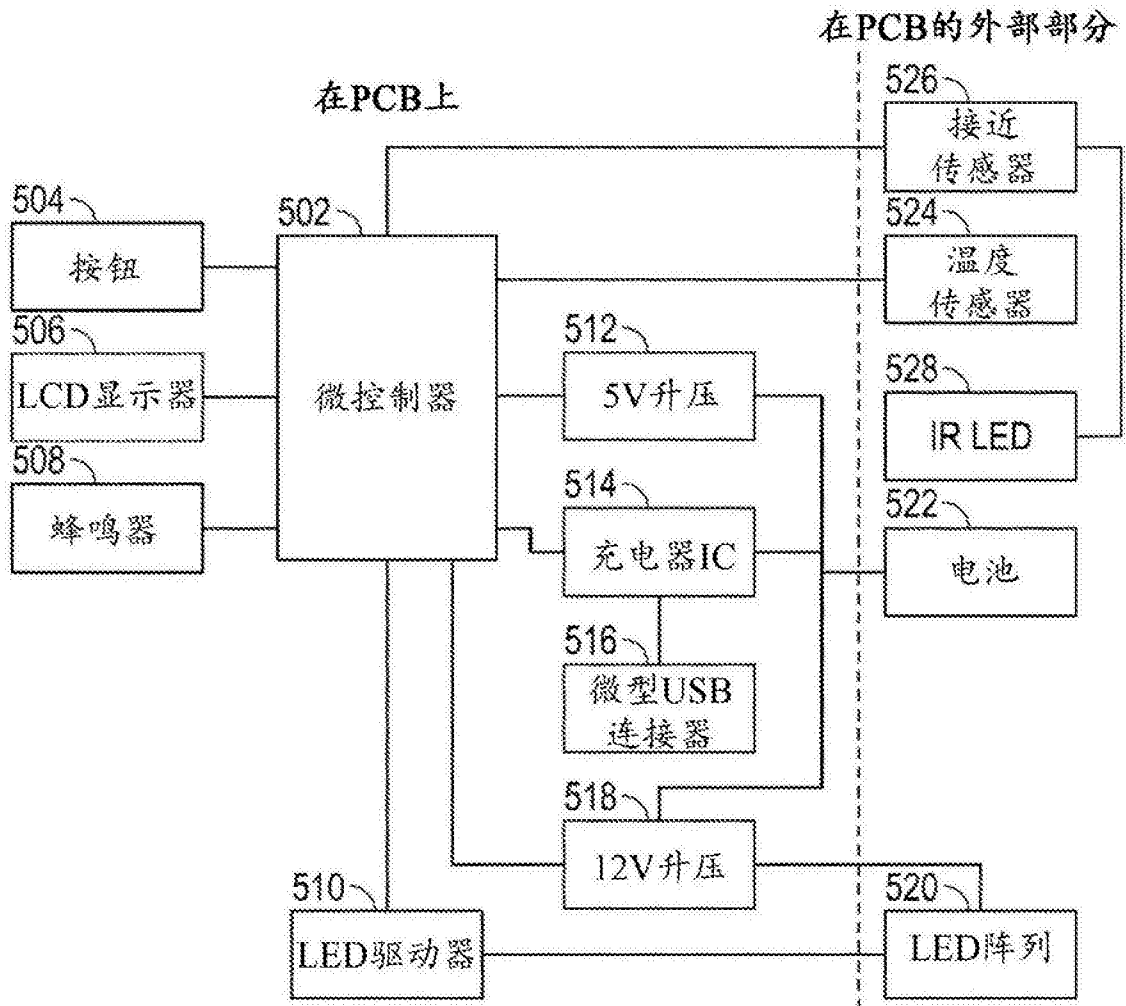 在PCB的外部部分
在PCB上
526
接近
传感器
504
502
524
按钮
温度
传感器
506
512
LCD显示器
微控制器
5V升压
528
IR LED
508
514
522
蜂鸣器
充电器IC
电池
516
微型USB
连接器
518
12V升压
510
520
LED驱动器
LED阵列